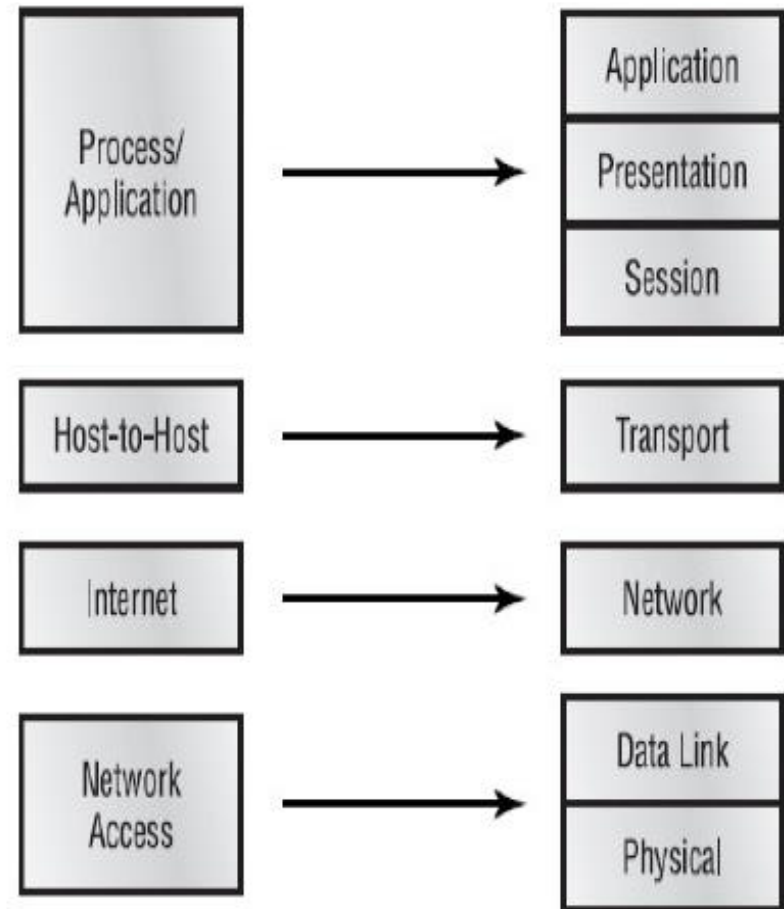 Process/
Application
Application
Presentation
Session
Host-to-Host
Transport
Internet
Network
Network
Access
Data Link
Physical